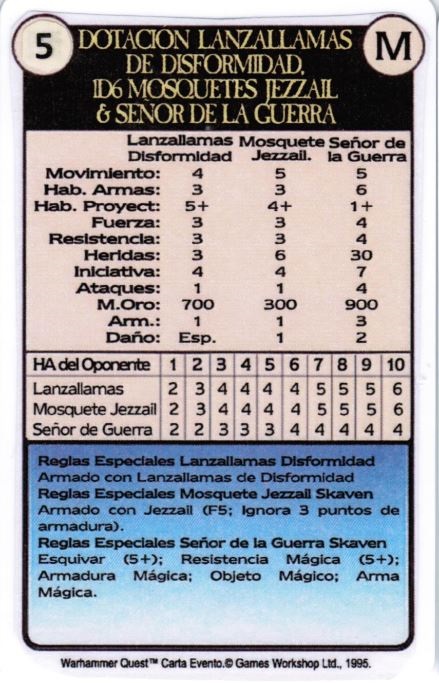 5 DOTACIÓN LANZALLAMAS M
DE DISFORMIDAD,
1D6 MOSQUETES JEZZAIL
& SEÑOR DE LA GUERRA
Lanzallamas Mosquete Señor de
Disformidad Jezzail. la Guerra
Movimiento: 4 5 5
Hab. Armas: 3 3 6
Hab. Proyect: 5+ 4+ 1+
Fuerza: 3 3 4
Resistencia: 3 3 4
Heridas: 3 6 30
Iniciativa: 4 4 7
Ataques: 1 1 4
M.Oro: 700 300 900
Arm.: 1 1 3
Daño: Esp. 1 2
HA del Oponente 1 2 3 4 5 6 7 8 9 10
Lanzallamas 2 3 4 4 4 4 5 5 5 6
Mosquete Jezzail 2 3 4 4 4 4 5 5 5 6
Señor de Guerra 2 2 3 3 3 4 4 4 4 4
Reglas Especiales Lanzallamas Disformidad
Armado con Lanzallamas de Disformidad
Reglas Especiales Mosquete Jezzail Skaven
Armado con Jezzail (F5; Ignora 3 puntos de
armadura).
Reglas Especiales Señor de la Guerra Skaven
Esquivar (5+); Resistencia Mágica (5+);
Armadura Mágica; Objeto Mágico; Arma
Mágica.
Warhammer Quest™ Carta Evento.© Games Workshop Ltd., 1995.